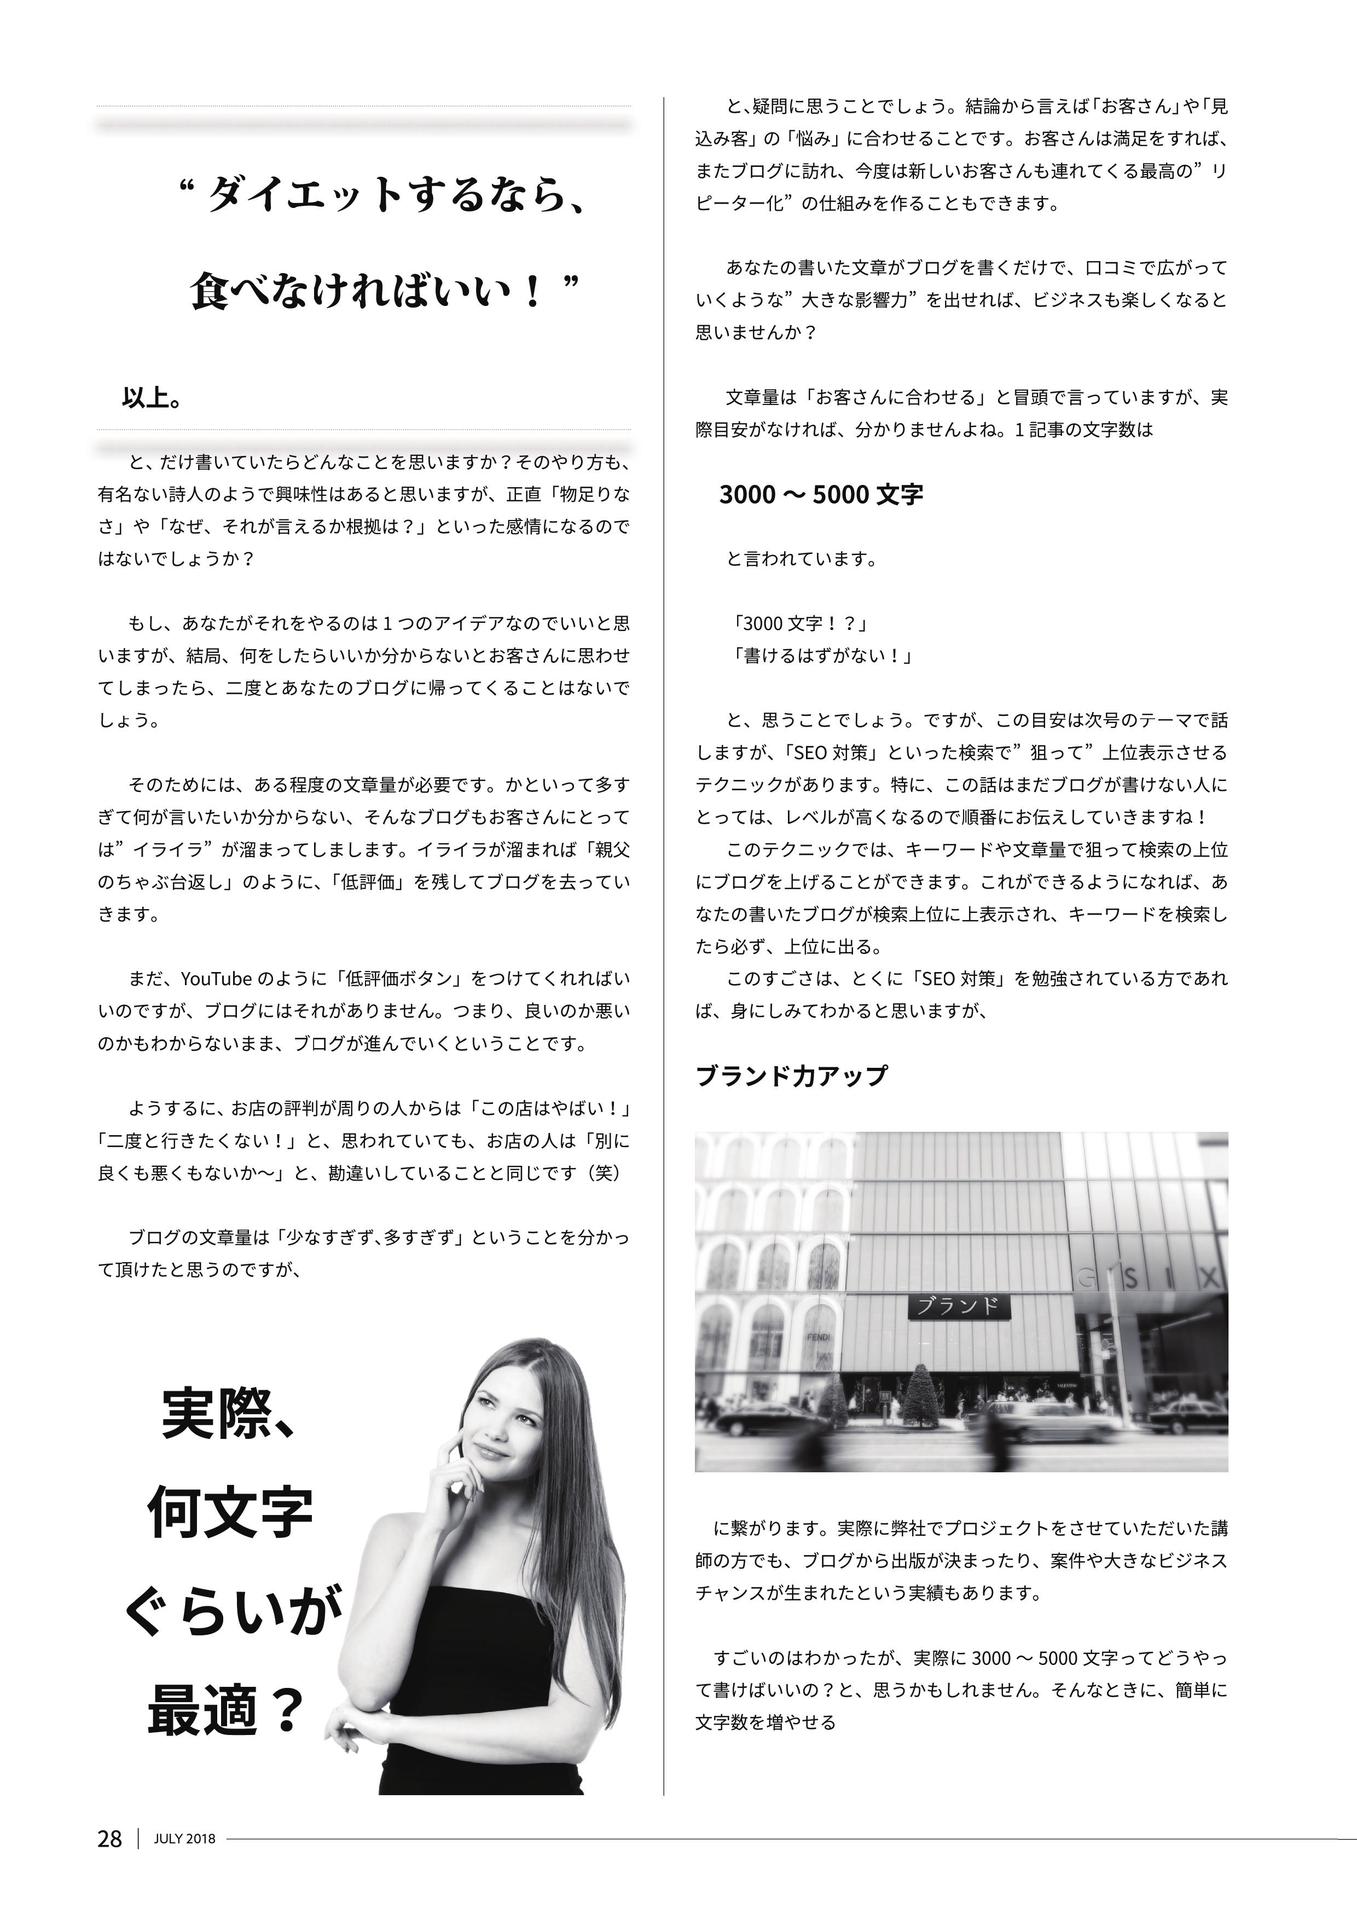 “ ダイエットするなら、
食べなければいい！ ”
以上。
と、だけ書いていたらどんなことを思いますか？そのやり方も、
有名ない詩人のようで興味性はあると思いますが、正直「物足りな
さ」や「なぜ、それが言えるか根拠は？」といった感情になるので
はないでしょうか？
もし、あなたがそれをやるのは 1 つのアイデアなのでいいと思
いますが、結局、何をしたらいいか分からないとお客さんに思わせ
てしまったら、二度とあなたのブログに帰ってくることはないで
しょう。
そのためには、ある程度の文章量が必要です。かといって多す
ぎて何が言いたいか分からない、そんなブログもお客さんにとって
は”イライラ”が溜まってしまします。イライラが溜まれば「親父
のちゃぶ台返し」のように、「低評価」を残してブログを去ってい
きます。
まだ、YouTube のように「低評価ボタン」をつけてくれればい
いのですが、ブログにはそれがありません。つまり、良いのか悪い
のかもわからないまま、ブログが進んでいくということです。
ようするに、お店の評判が周りの人からは「この店はやばい！」
「二度と行きたくない！」と、思われていても、お店の人は「別に
良くも悪くもないか〜」と、勘違いしていることと同じです（笑）
ブログの文章量は「少なすぎず、多すぎず」ということを分かっ
て頂けたと思うのですが、
実際、
何文字
ぐらいが
最適？
と、疑問に思うことでしょう。結論から言えば「お客さん」や「見
込み客」の「悩み」に合わせることです。お客さんは満足をすれば、
またブログに訪れ、今度は新しいお客さんも連れてくる最高の”リ
ピーター化”の仕組みを作ることもできます。
あなたの書いた文章がブログを書くだけで、口コミで広がって
いくような”大きな影響力”を出せれば、ビジネスも楽しくなると
思いませんか？
文章量は「お客さんに合わせる」と冒頭で言っていますが、実
際目安がなければ、分かりませんよね。1 記事の文字数は
3000 〜 5000 文字
と言われています。
「3000 文字！？」
「書けるはずがない！」
と、思うことでしょう。ですが、この目安は次号のテーマで話
しますが、「SEO 対策」といった検索で”狙って”上位表示させる
テクニックがあります。特に、この話はまだブログが書けない人に
とっては、レベルが高くなるので順番にお伝えしていきますね！
このテクニックでは、キーワードや文章量で狙って検索の上位
にブログを上げることができます。これができるようになれば、あ
なたの書いたブログが検索上位に上表示され、キーワードを検索し
たら必ず、上位に出る。
このすごさは、とくに「SEO 対策」を勉強されている方であれ
ば、身にしみてわかると思いますが、
ブランド力アップ
G S I X
ブランド
FENDI
に繋がります。実際に弊社でプロジェクトをさせていただいた講
師の方でも、ブログから出版が決まったり、案件や大きなビジネス
チャンスが生まれたという実績もあります。
すごいのはわかったが、実際に 3000 〜 5000 文字ってどうやっ
て書けばいいの？と、思うかもしれません。そんなときに、簡単に
文字数を増やせる
28 JULY 2018